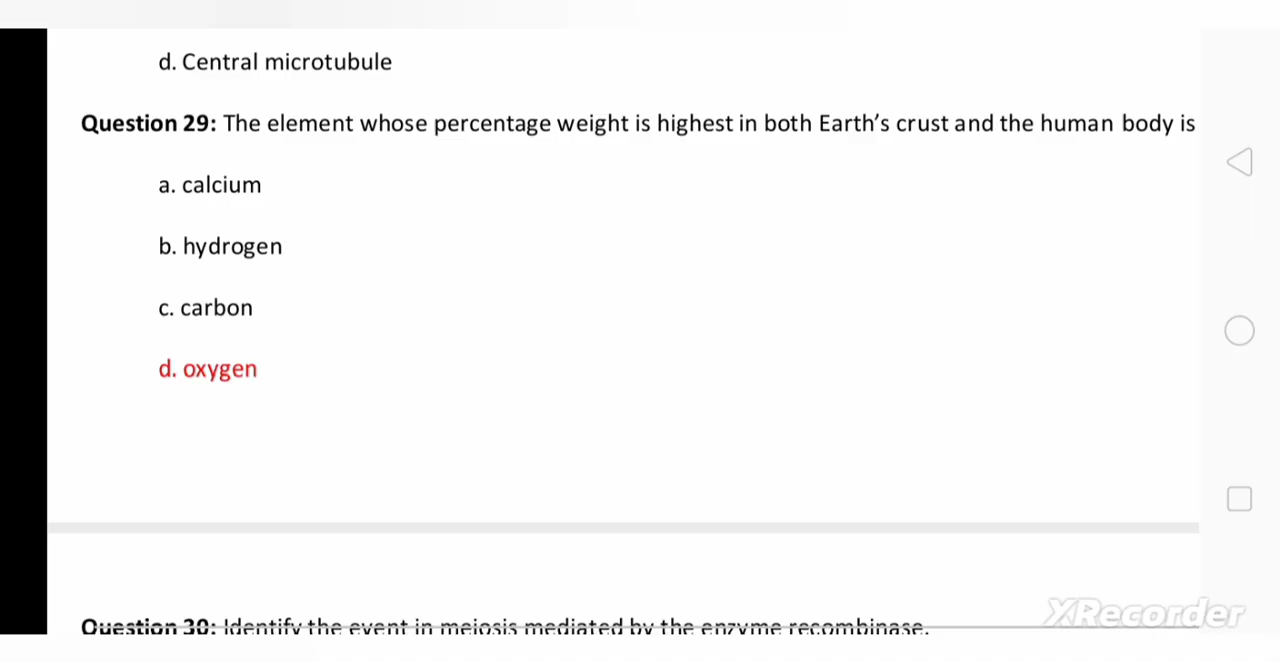 d. Central microtubule
Question 29: The element whose percentage weight is highest in both Earth's crust and the human body is
a. calcium
b. hydrogen
c. carbon
d. oxygen
XRecorder
Question 30: Identify the event in meiosis mediated by the enzyme recombinase.